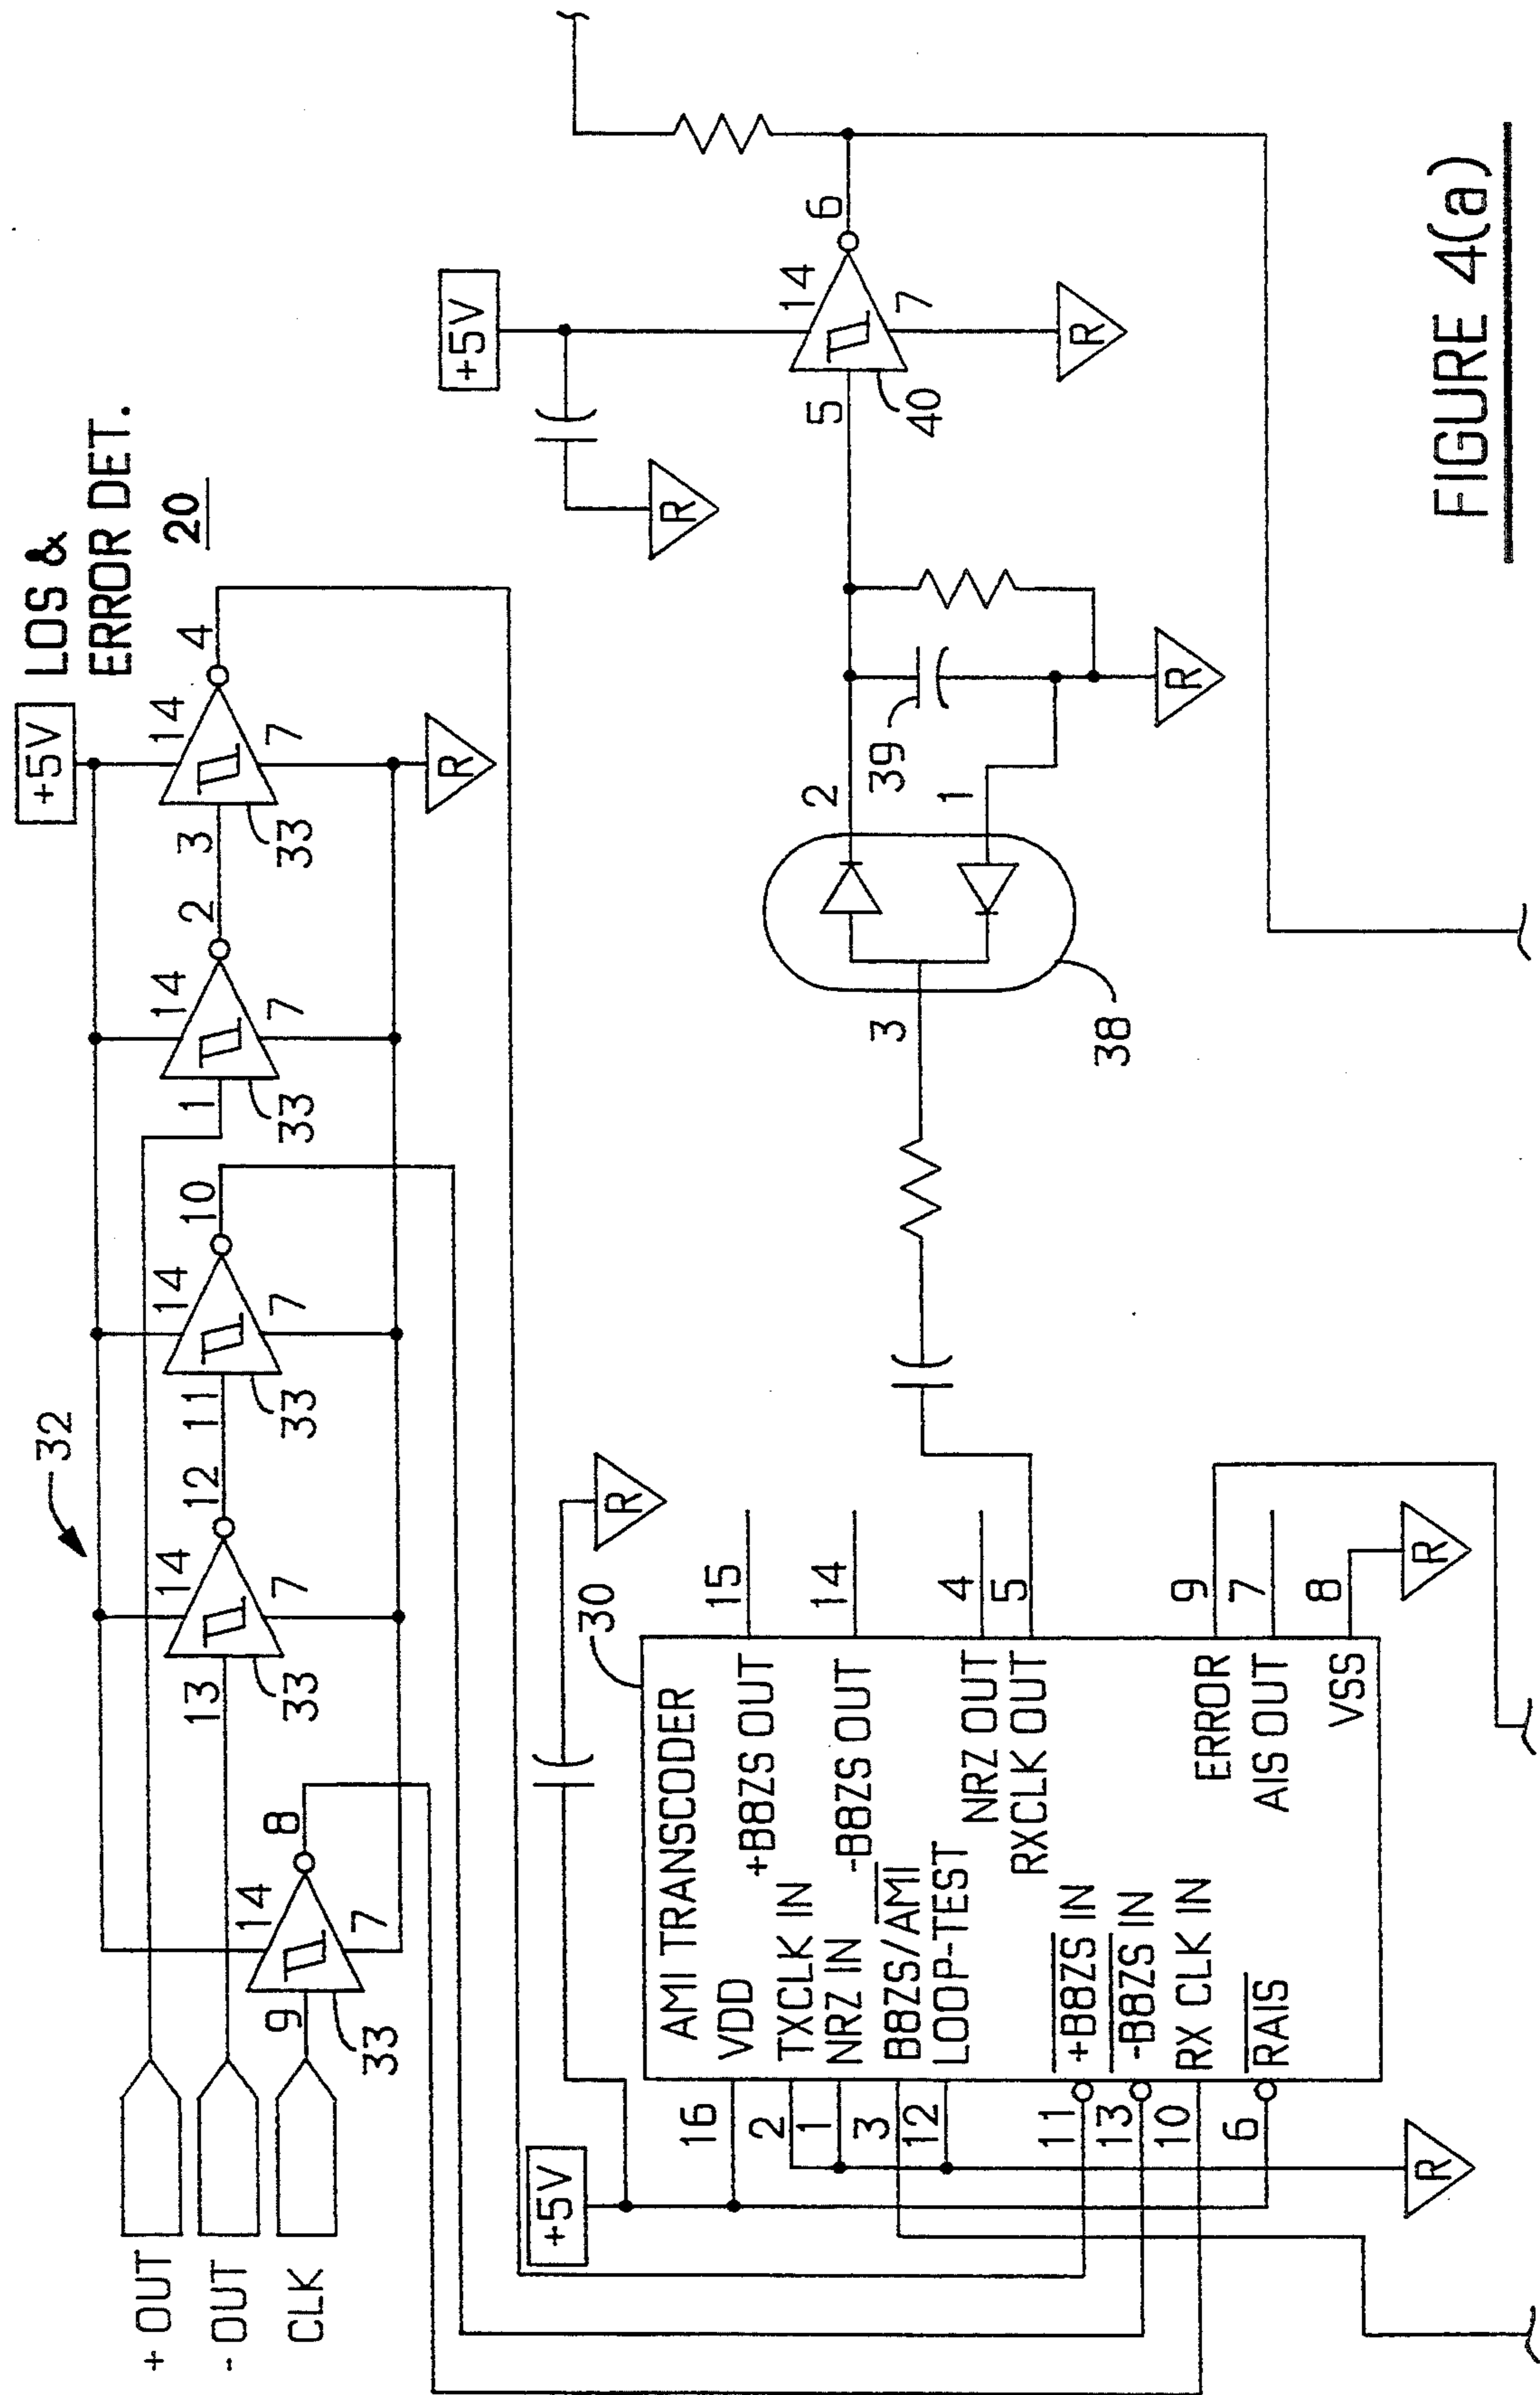 LOS &
ERROR DET.
20
+5V
32
+ OUT
- OUT
CLK
9
14
7
8
33
13
14
7
12
33
11
14
7
10
33
1
14
7
2
33
3
14
7
4
33
R
+5V
R
30
AMI TRANSCODER
16
VDD
2
TXCLK IN
1
NRZ IN
3
B8ZS/AMI
12
LOOP-TEST
11
+B8ZS IN
13
-B8ZS IN
10
RX CLK IN
6
RAIS
R
+B8ZS OUT
15
-B8ZS OUT
14
NRZ OUT
4
RXCLK OUT
5
ERROR
9
AIS OUT
7
VSS
8
R
3
38
2
1
39
R
+5V
R
5
14
7
6
40
R
FIGURE 4(a)